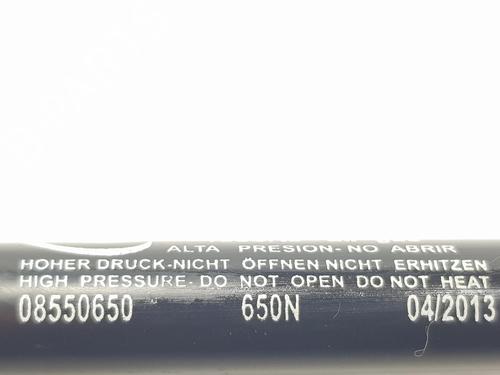 ALTA PRESION-NO ABRIR
HOHER DRUCK-NICHT ÖFFNEN NICHT ERHITZEN
HIGH PRESSURE-DO NOT OPEN DO NOT HEAT
08550650 650N 04/2013